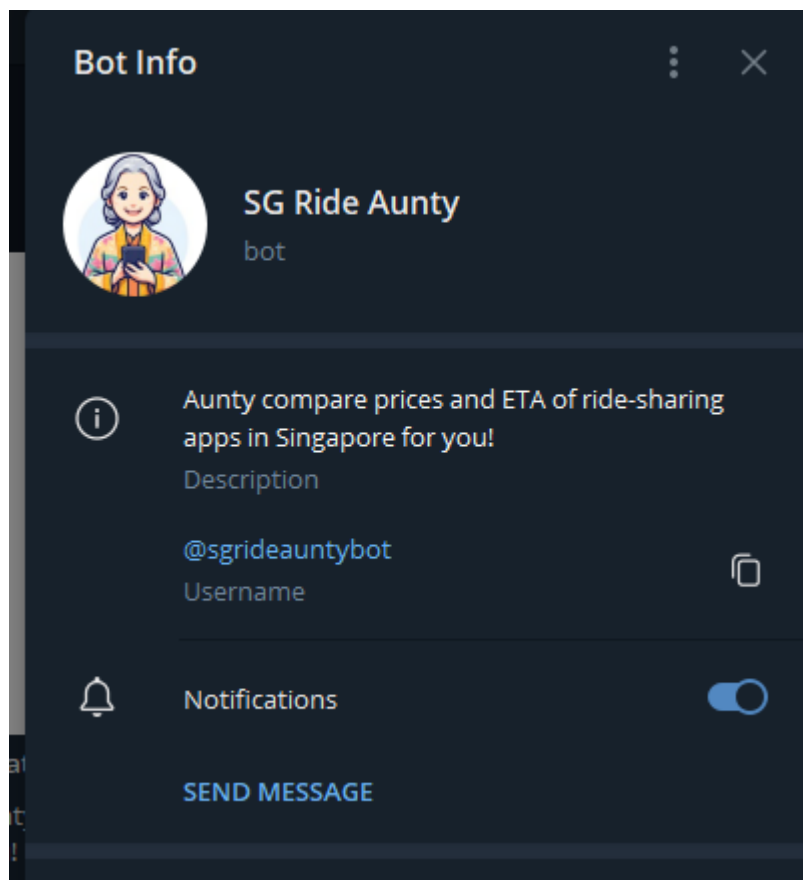 Bot Info
SG Ride Aunty
bot
Aunty compare prices and ETA of ride-sharing
apps in Singapore for you!
Description
@sgrideauntybot
Username
Notifications
SEND MESSAGE